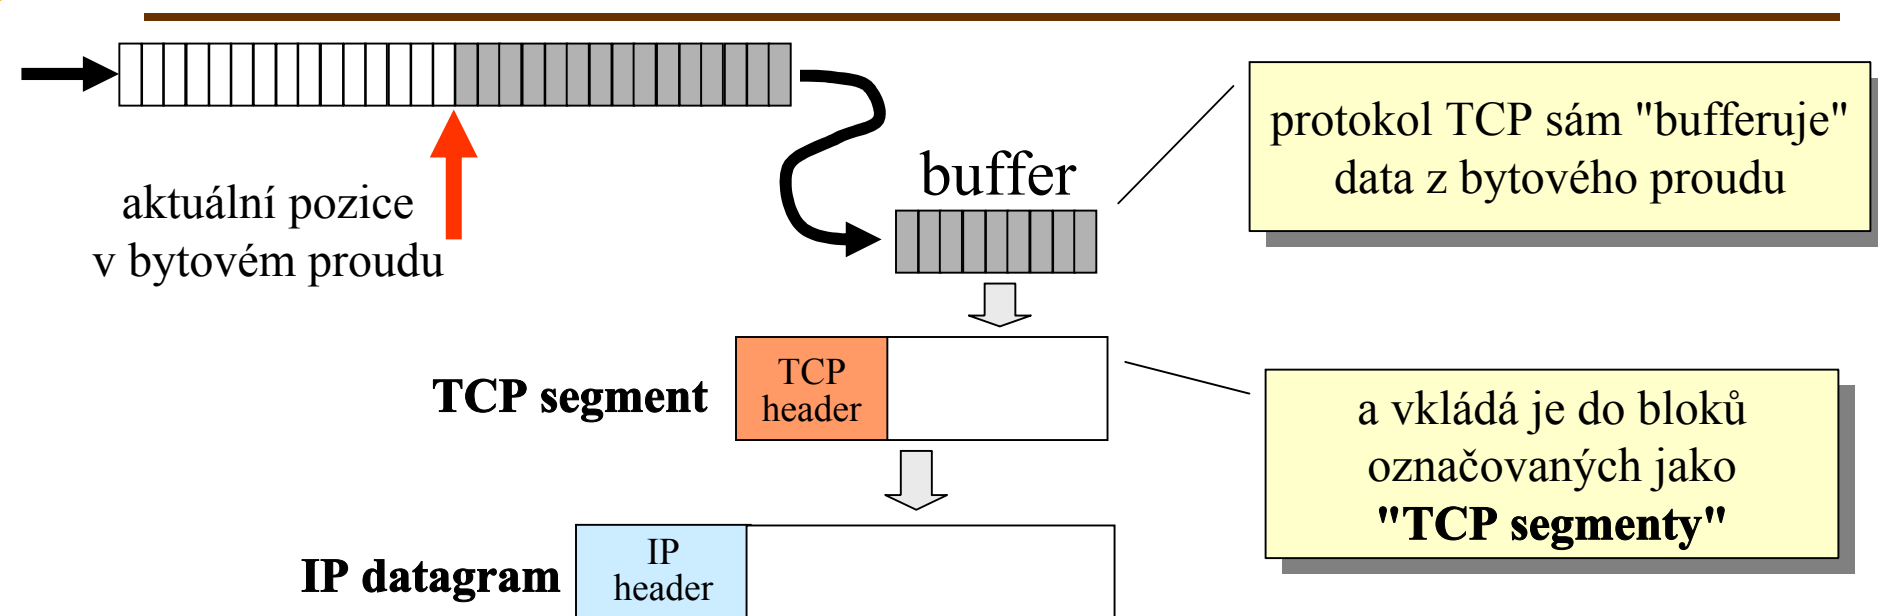 protokol TCP sám "bufferuje"
data z bytového proudu
buffer
aktuální pozice
v bytovém proudu
TCP segment
TCP
header
a vkládá je do bloků
označovaných jako
"TCP segmenty"
IP datagram
IP
header